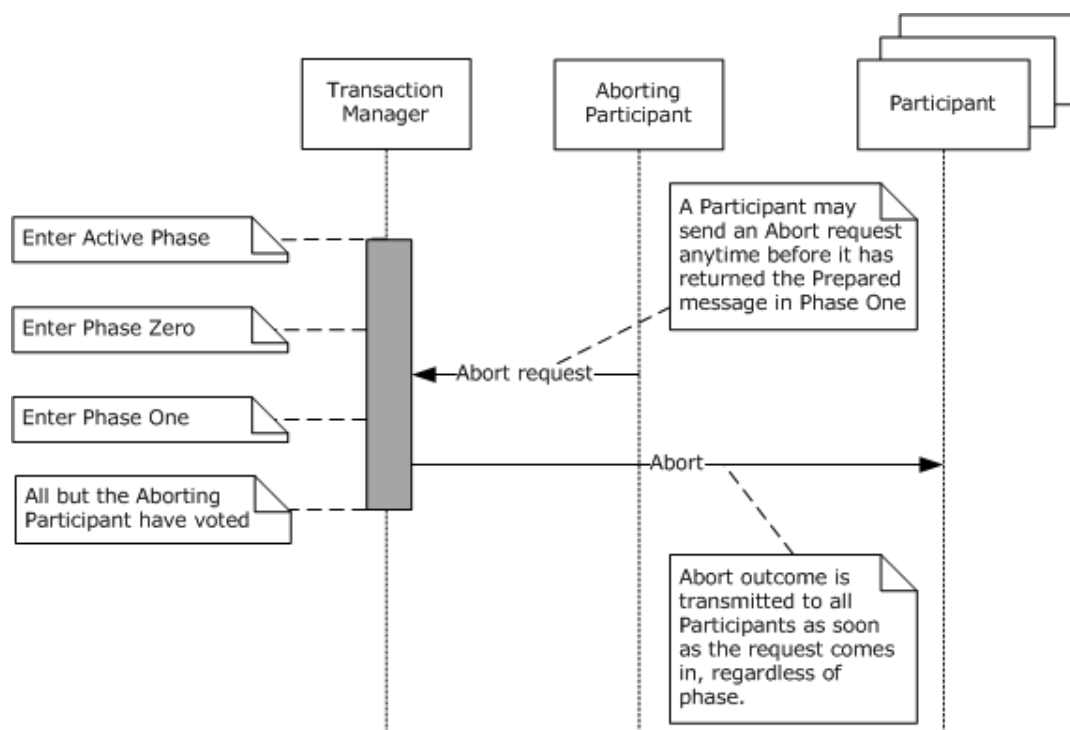 Transaction
Manager
Aborting
Participant
Participant
A Participant may
send an Abort request
anytime before it has
returned the Prepared
message in Phase One
Enter Active Phase
Enter Phase Zero
Abort request
Enter Phase One
Abort
All but the Aborting
Participant have voted
Abort outcome is
transmitted to all
Participants as soon
as the request comes
in, regardless of
phase.